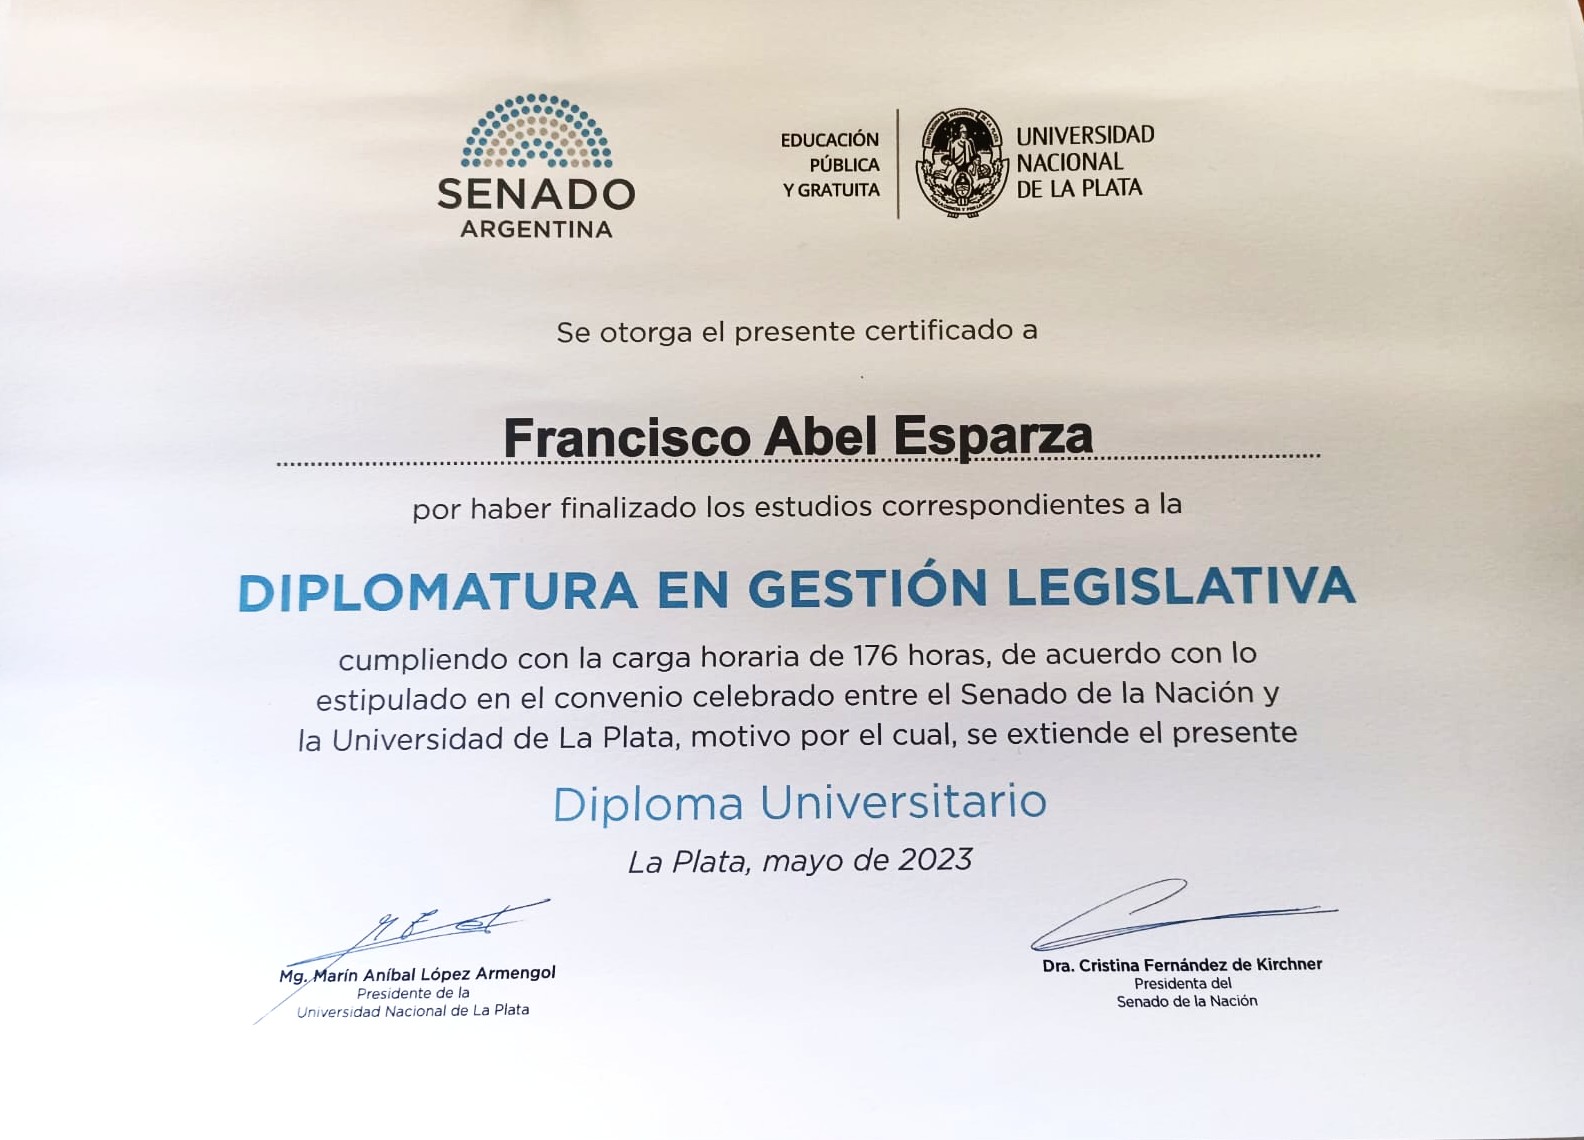 SENADO
ARGENTINA
EDUCACIÓN
PÚBLICA
Y GRATUITA
UNIVERSIDAD
NACIONAL
DE LA PLATA
Se otorga el presente certificado a
Francisco Abel Esparza
por haber finalizado los estudios correspondientes a la
DIPLOMATURA EN GESTIÓN LEGISLATIVA
cumpliendo con la carga horaria de 176 horas, de acuerdo con lo
estipulado en el convenio celebrado entre el Senado de la Nación y
la Universidad de La Plata, motivo por el cual, se extiende el presente
Diploma Universitario
La Plata, mayo de 2023
Mg. Marín Aníbal López Armengol
Presidente de la
Universidad Nacional de La Plata
Dra. Cristina Fernández de Kirchner
Presidenta del
Senado de la Nación